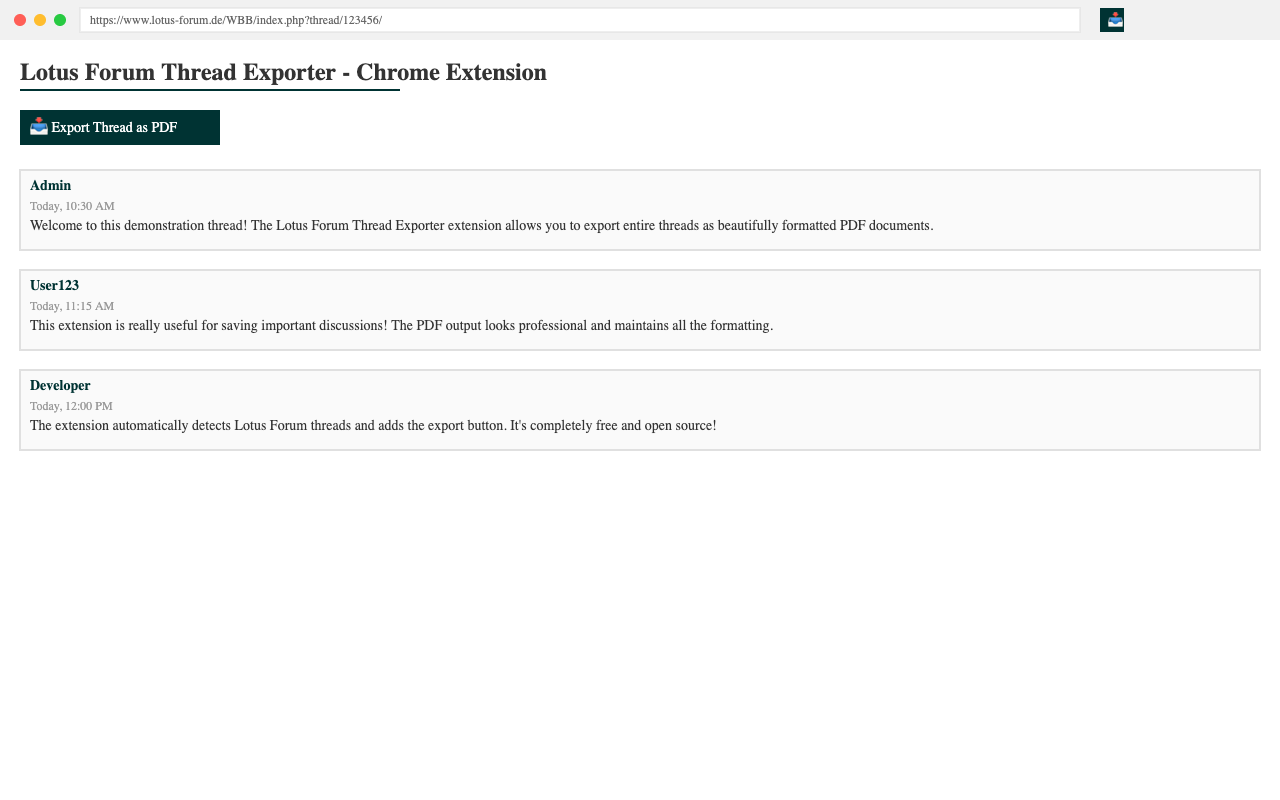 https://www.lotus-forum.de/WBB/index.php?thread/123456/
Lotus Forum Thread Exporter - Chrome Extension
📥 Export Thread as PDF
Admin
Today, 10:30 AM
Welcome to this demonstration thread! The Lotus Forum Thread Exporter extension allows you to export entire threads as beautifully formatted PDF documents.
User123
Today, 11:15 AM
This extension is really useful for saving important discussions! The PDF output looks professional and maintains all the formatting.
Developer
Today, 12:00 PM
The extension automatically detects Lotus Forum threads and adds the export button. It's completely free and open source!